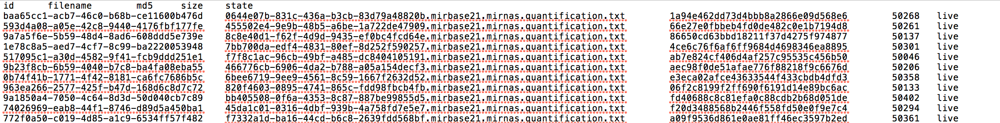 id	filename	md5	size	state
baa65cc1-acb7-46c0-b68b-ce11600b476d	0644e07b-831c-436a-b3cb-83d79a48820b.mirbase21.mirnas.quantification.txt	1a94e462dd73d4bbb8a2866e09d568e6	50268	live
593d4a08-a05e-42c8-9440-4176fbf177fe	455502e4-9e9b-48b5-a6be-1a722de47909.mirbase21.mirnas.quantification.txt	66e27e0fbbeb4fd0de482c0e1b7194d8	50261	live
9a7a5f6e-5b59-48d4-8ad6-608ddd5e739e	8c8e40d1-f62f-4d9d-9435-ef0bc4fcd64e.mirbase21.mirnas.quantification.txt	86650cd63bbd18211f37d4275f974877	50137	live
1e78c8a5-aed7-4cf7-8c99-ba2220053948	7bb700da-edf4-4831-80ef-8d252f590257.mirbase21.mirnas.quantification.txt	4ce6c76f6af6ff9684d4698346ea8895	50301	live
517095c1-a30d-4582-9f41-fcb9ddd251e1	f7f8c1ac-96cb-49bf-a485-dc8404105191.mirbase21.mirnas.quantification.txt	ab7e824cf406d4af257c95535c456b50	50046	live
9b23f8cb-6b59-4040-b7c8-ba4fa08eba55	466776cb-6906-4da2-b788-a05a154decf3.mirbase21.mirnas.quantification.txt	aec98f0de51afae776f88218f9c6676d	50206	live
0b74f41b-1771-4f42-8181-ca6fc7686b5c	6bee6719-9ee9-4561-8c59-1667f2632d52.mirbase21.mirnas.quantification.txt	e3eca02afce43633544f433cbdb4dfd3	50358	live
963ea266-2577-425f-b47d-168d6c8d7c72	820f4603-0895-4741-865c-fdd98fbcb4fb.mirbase21.mirnas.quantification.txt	06f2c8199f2ff690f6191d14e89bc6ac	50133	live
9a1850a4-7050-4c64-8d3d-50d040cb7c89	bb405508-0f6a-4353-8c87-887be99855d5.mirbase21.mirnas.quantification.txt	fd40688c8c81efa0c88cdb2b68d051de	50402	live
74026969-eab8-44f1-8746-d89d5a450ba1	45da1c01-0316-4dbf-939b-4a758fd7e5e7.mirbase21.mirnas.quantification.txt	f20d3488568b2446f558fd50e0f9e7c4	50294	live
772f0a50-c019-4d85-a1c9-6534ff57f482	f7332a1d-ba16-44cd-b6c8-2639fdd568bf.mirbase21.mirnas.quantification.txt	a09f9536d861e0ae81ff46ec3597b2ed	50361	live